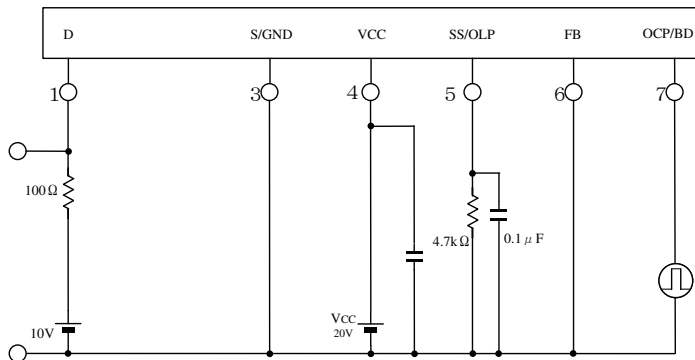 D S/GND VCC SS/OLP FB OCP/BD
1 3 4 5 6 7
100Ω
4.7kΩ 0.1μF
10V
VCC
20V